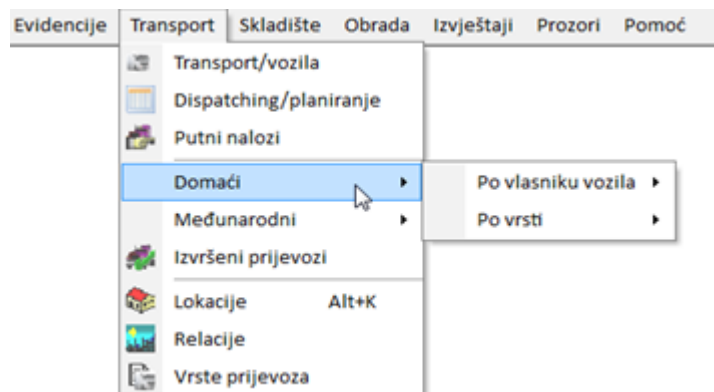 Evidencije Transport Skladište Obrada Izvještaji Prozori Pomoć
Transport/vozila
Dispatching/planiranje
Putni nalozi
Domaći
Po vlasniku vozila
Međunarodni
Po vrsti
Izvršeni prijevozi
Lokacije Alt+K
Relacije
Vrste prijevoza